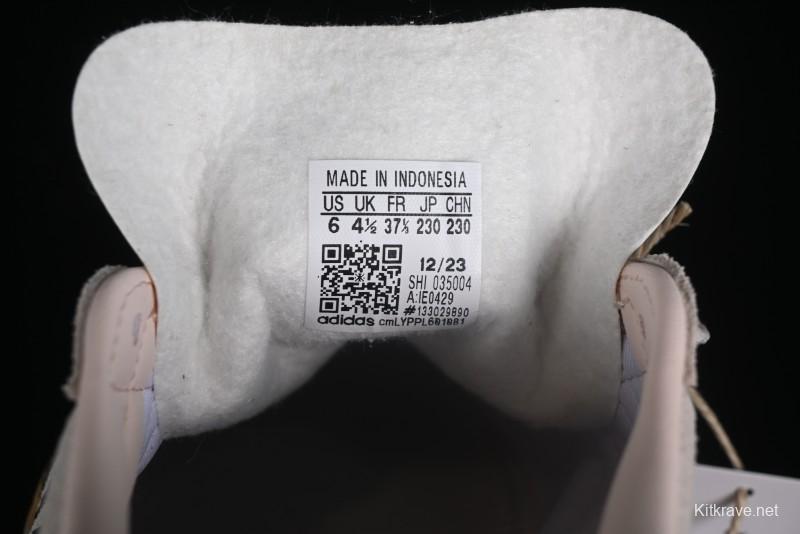 MADE IN INDONESIA
US UK FR JP CHN
6 4½ 37⅓ 230 230
12/23
SHI 035004
A:IE0429
#133029890
adidas cmLYPPL601001
Kitkrave.net